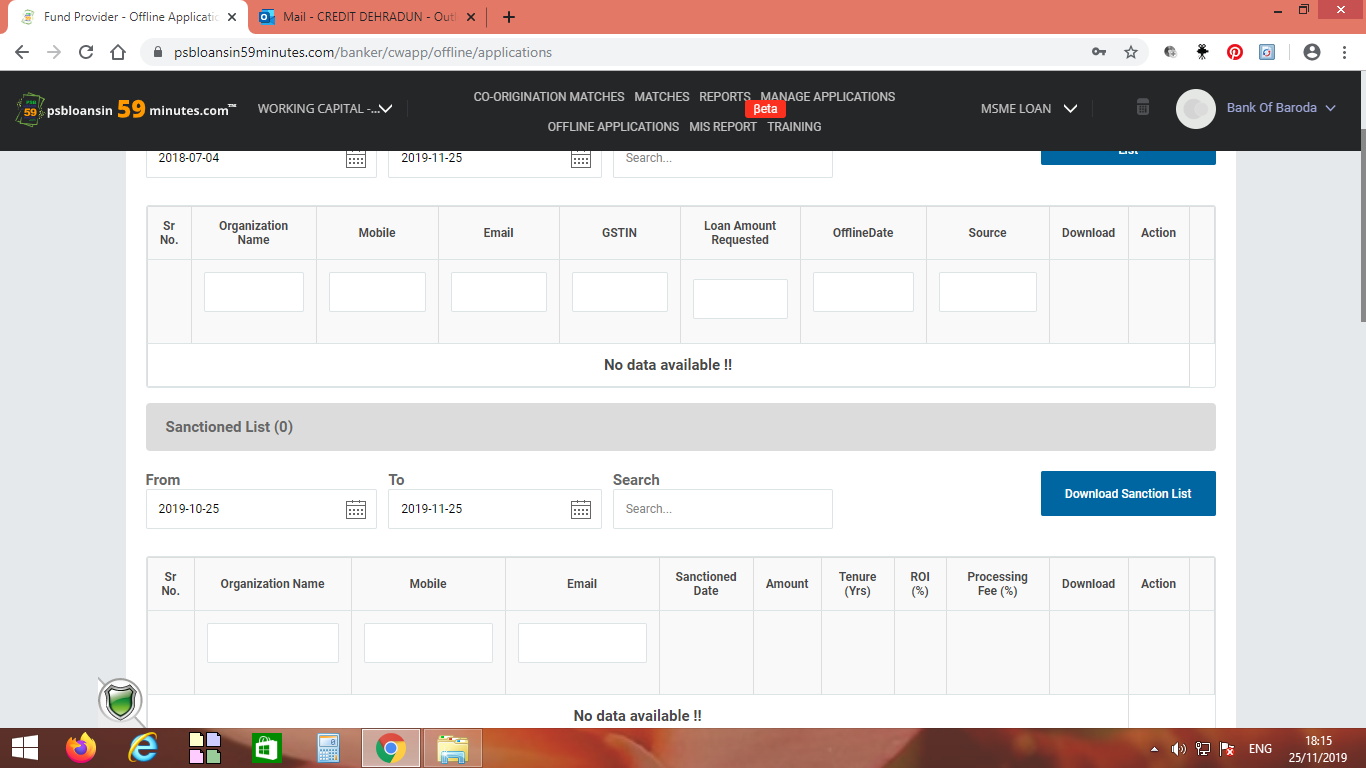 Fund Provider - Offline Applicatio
Mail - CREDIT DEHRADUN - Outl
psbloansin59minutes.com/banker/cwapp/offline/applications
PSB
59
psbloansin 59 minutes.com™
WORKING CAPITAL -...
CO-ORIGINATION MATCHES MATCHES REPORTS MANAGE APPLICATIONS
Beta
OFFLINE APPLICATIONS MIS REPORT TRAINING
MSME LOAN
Bank Of Baroda
2018-07-04
2019-11-25
Search...
List
Sr No.
Organization Name
Mobile
Email
GSTIN
Loan Amount Requested
OfflineDate
Source
Download
Action
No data available !!
Sanctioned List (0)
From
To
Search
2019-10-25
2019-11-25
Search...
Download Sanction List
Sr No.
Organization Name
Mobile
Email
Sanctioned Date
Amount
Tenure (Yrs)
ROI (%)
Processing Fee (%)
Download
Action
No data available !!
ENG
18:15
25/11/2019